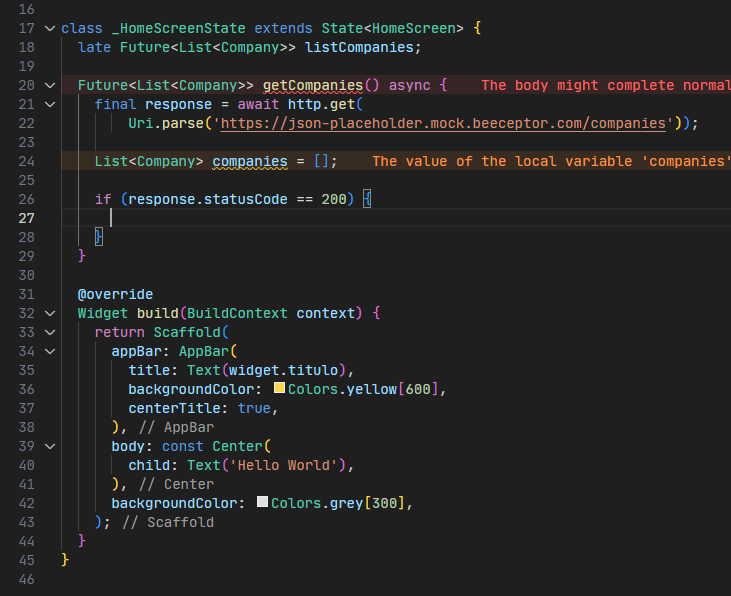 16
17 class _HomeScreenState extends State<HomeScreen> {
18   late Future<List<Company>> listCompanies;
19
20   Future<List<Company>> getCompanies() async {    The body might complete normal
21     final response = await http.get(
22         Uri.parse('https://json-placeholder.mock.beeceptor.com/companies'));
23
24     List<Company> companies = [];    The value of the local variable 'companies'
25
26     if (response.statusCode == 200) {
27
28     }
29   }
30
31   @override
32   Widget build(BuildContext context) {
33     return Scaffold(
34       appBar: AppBar(
35         title: Text(widget.titulo),
36         backgroundColor: Colors.yellow[600],
37         centerTitle: true,
38       ), // AppBar
39       body: const Center(
40         child: Text('Hello World'),
41       ), // Center
42       backgroundColor: Colors.grey[300],
43     ); // Scaffold
44   }
45 }
46